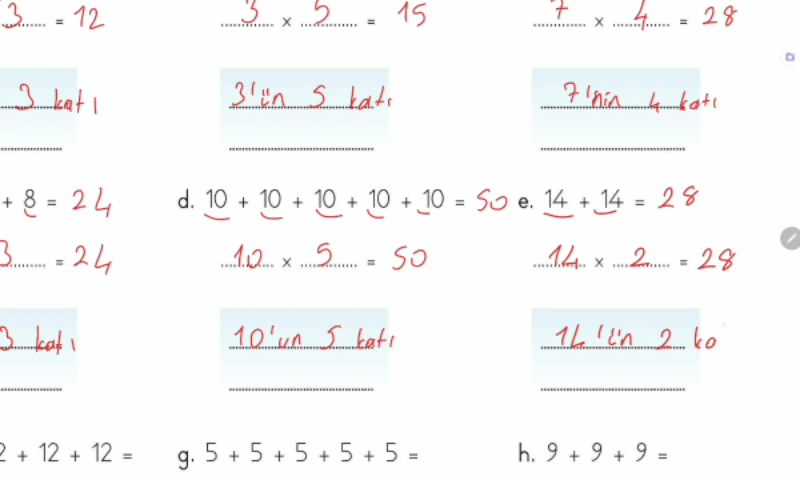 3........ = 12 3 x 5 = 15 7 x 4 = 28
3 katı 3'ün 5 katı 7'nin 4 katı
+ 8 = 24 d. 10 + 10 + 10 + 10 + 10 = 50 e. 14 + 14 = 28
3........ = 24 10 x 5 = 50 14 x 2 = 28
3 katı 10'un 5 katı 14'ün 2 ka
2 + 12 + 12 = g. 5 + 5 + 5 + 5 + 5 = h. 9 + 9 + 9 =